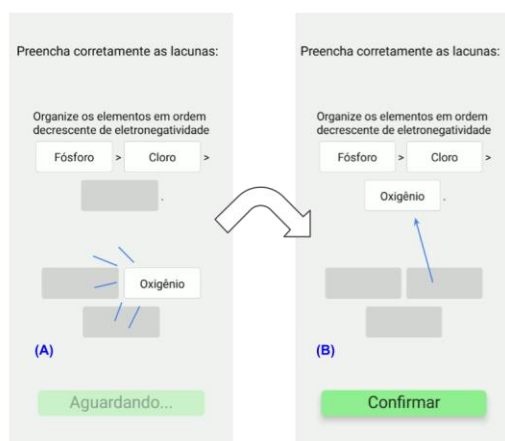 Preencha corretamente as lacunas:
Organize os elementos em ordem
decrescente de eletronegatividade
Fósforo > Cloro >
.
Oxigênio
(A)
Aguardando...
Preencha corretamente as lacunas:
Organize os elementos em ordem
decrescente de eletronegatividade
Fósforo > Cloro >
Oxigênio .
(B)
Confirmar